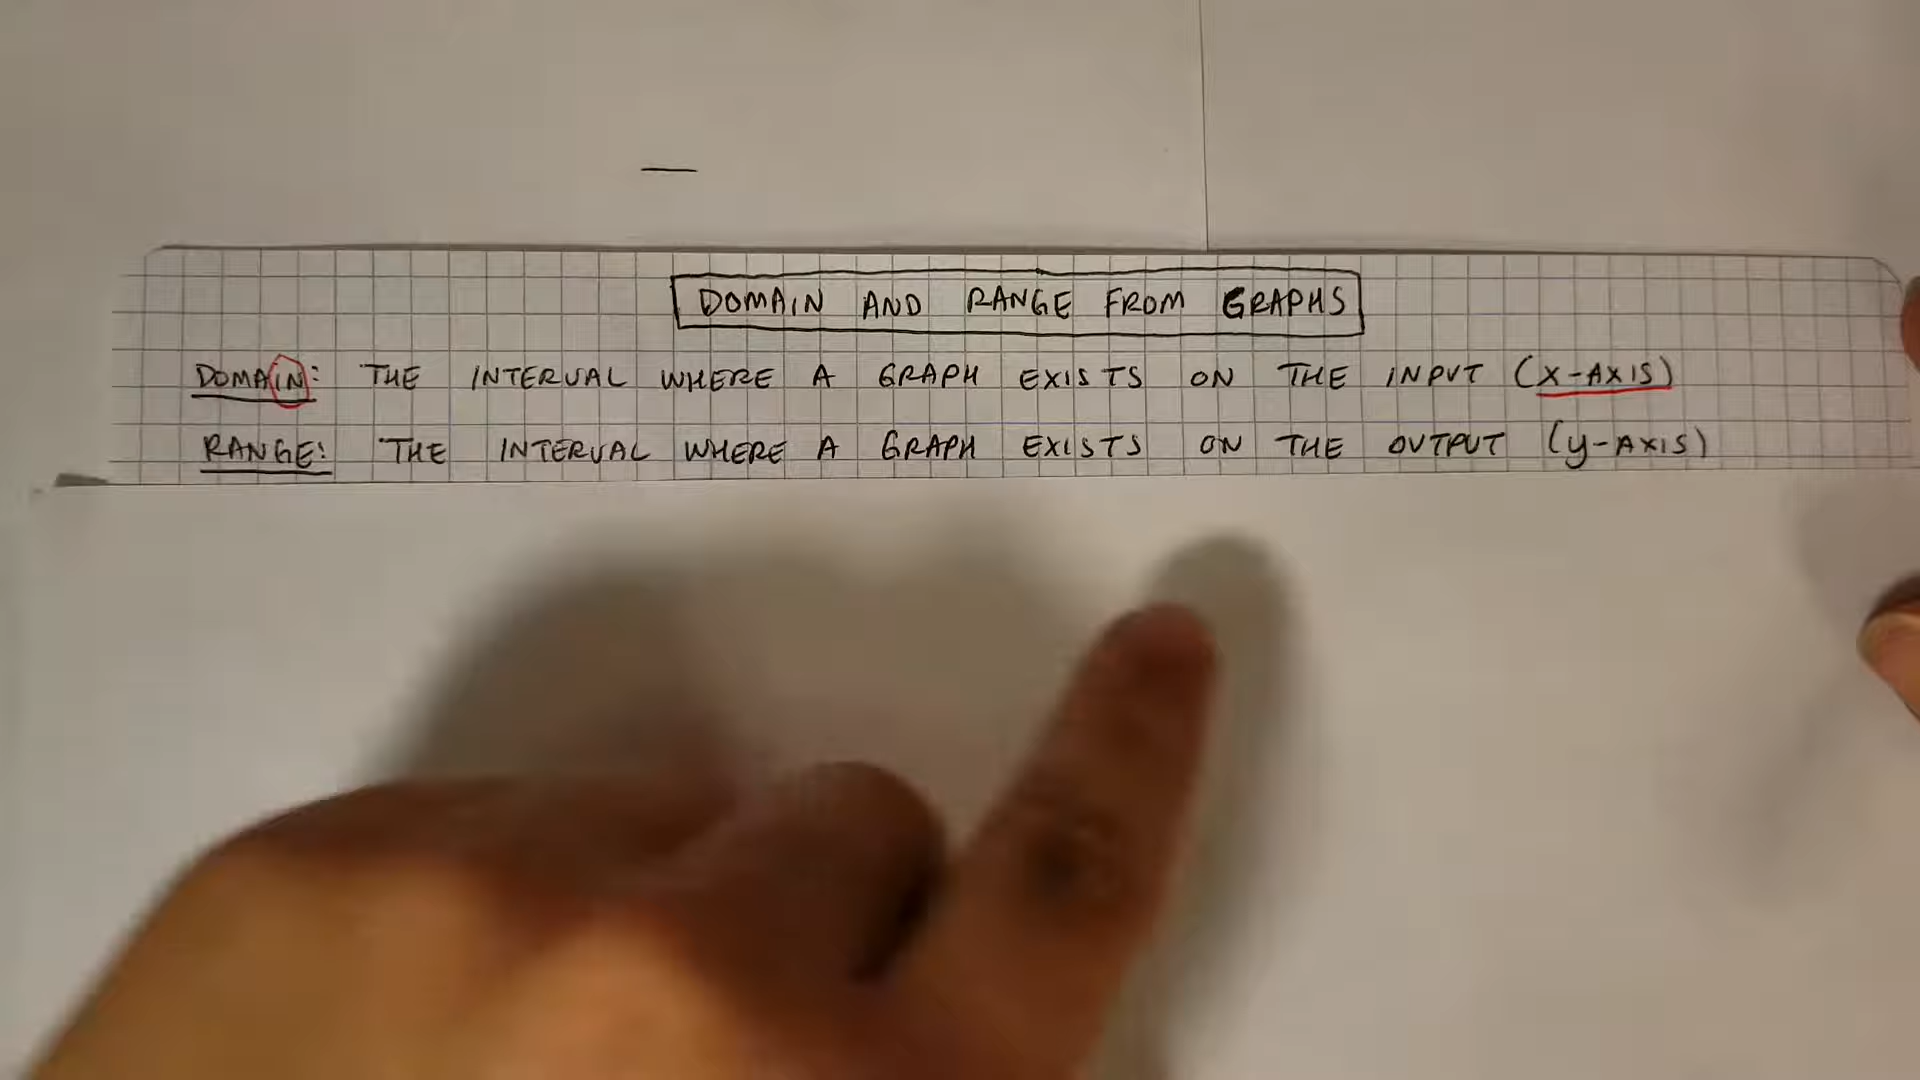 DOMAIN AND RANGE FROM GRAPHS
DOMAIN: THE INTERVAL WHERE A GRAPH EXISTS ON THE INPUT (X-AXIS)
RANGE: THE INTERVAL WHERE A GRAPH EXISTS ON THE OUTPUT (y-AXIS)